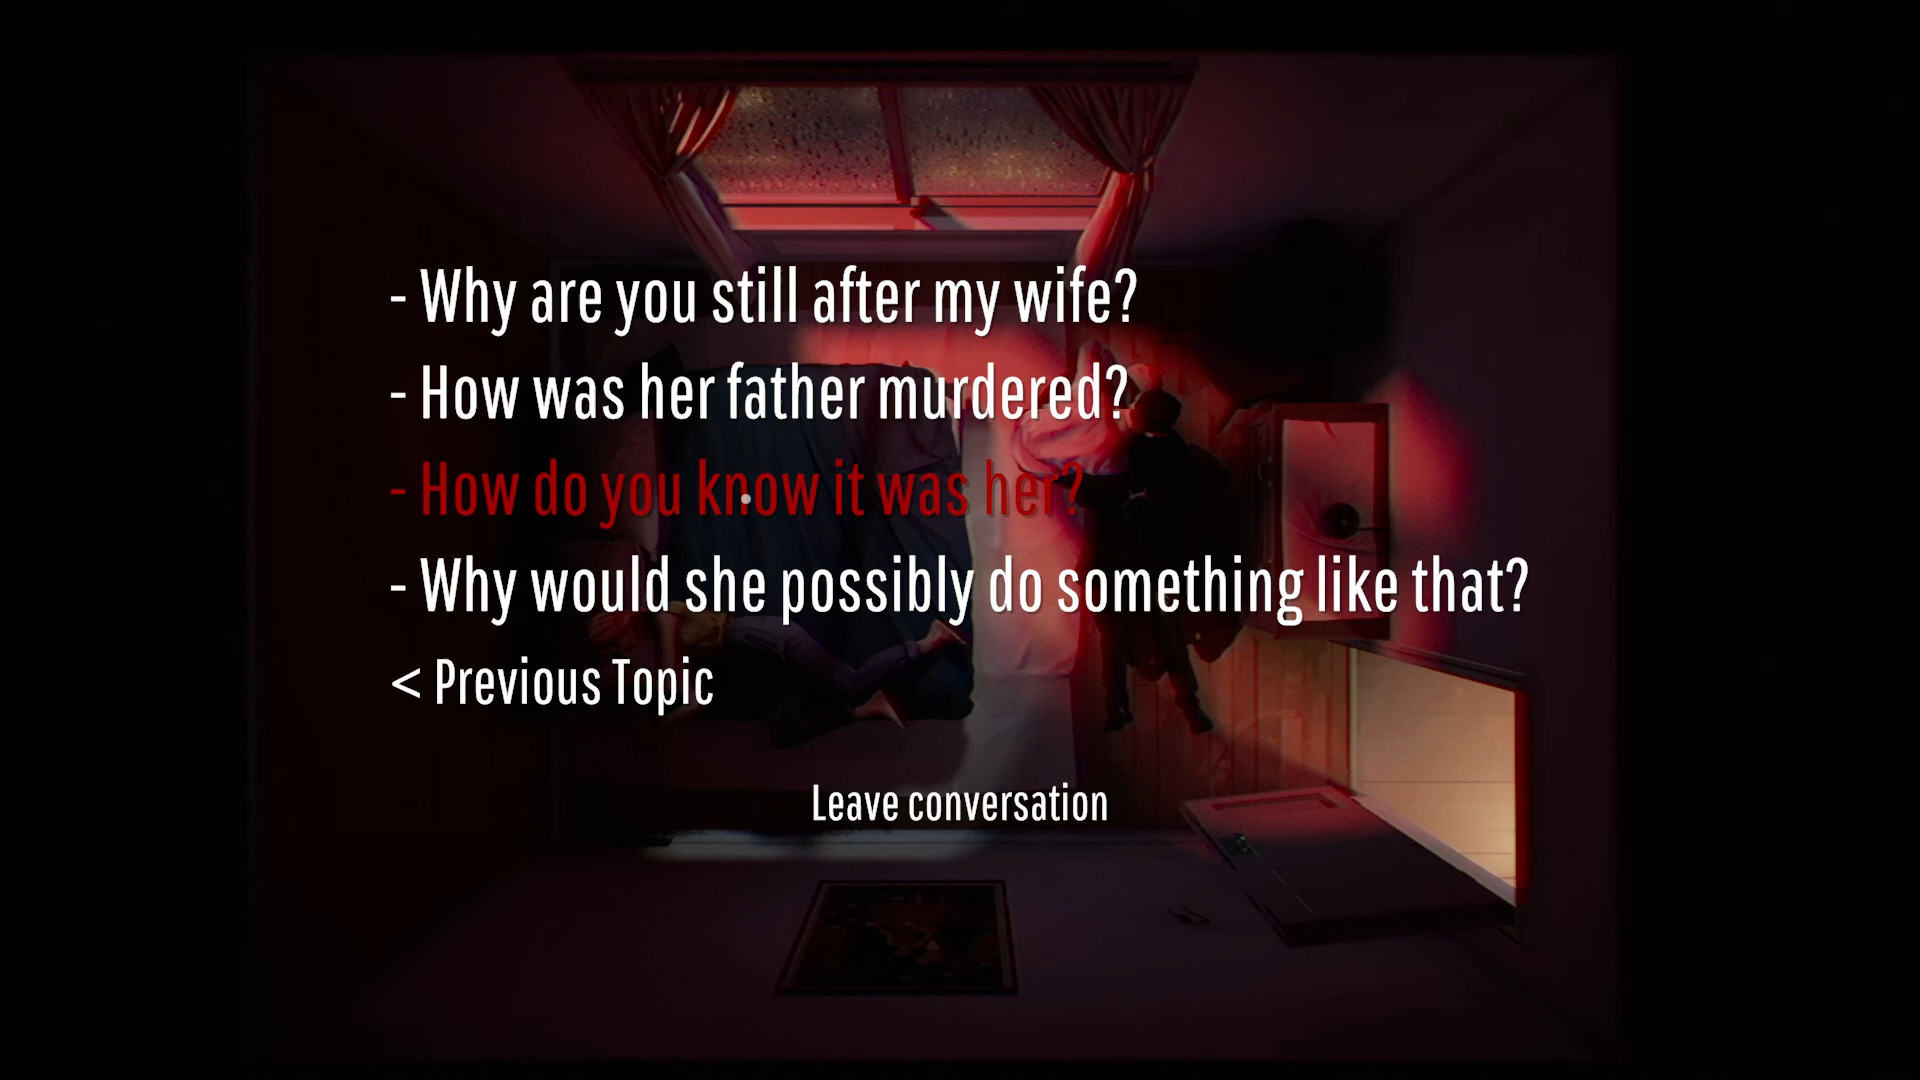 - Why are you still after my wife?
- How was her father murdered?
- How do you know it was her?
- Why would she possibly do something like that?
< Previous Topic
Leave conversation